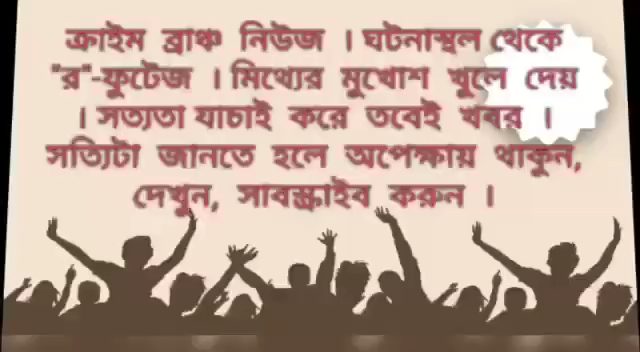 ক্রাইম ব্রাঞ্চ নিউজ । ঘটনাস্থল থেকে
"র"-ফুটেজ । মিথ্যের মুখোশ খুলে দেয়
। সত্যতা যাচাই করে তবেই খবর ।
সত্যিটা জানতে হলে অপেক্ষায় থাকুন,
দেখুন, সাবস্ক্রাইব করুন ।